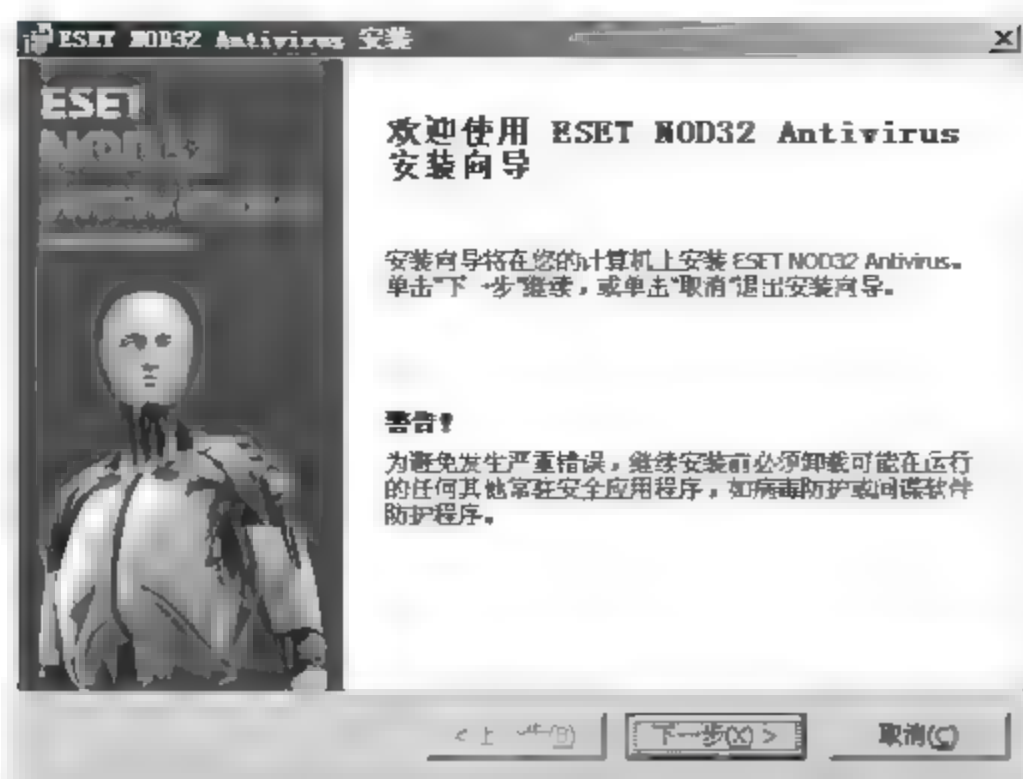 ESET NOD32 Antivirus 安装
ESET
欢迎使用 ESET NOD32 Antivirus
安装向导
安装向导将在您的计算机上安装 ESET NOD32 Antivirus。
单击"下一步"继续，或单击"取消"退出安装向导。
警告!
为避免发生严重错误，继续安装前必须卸载可能在运行
的任何其他常驻安全应用程序，如病毒防护或间谍软件
防护程序。
< 上一步(B)
下一步(X) >
取消(C)